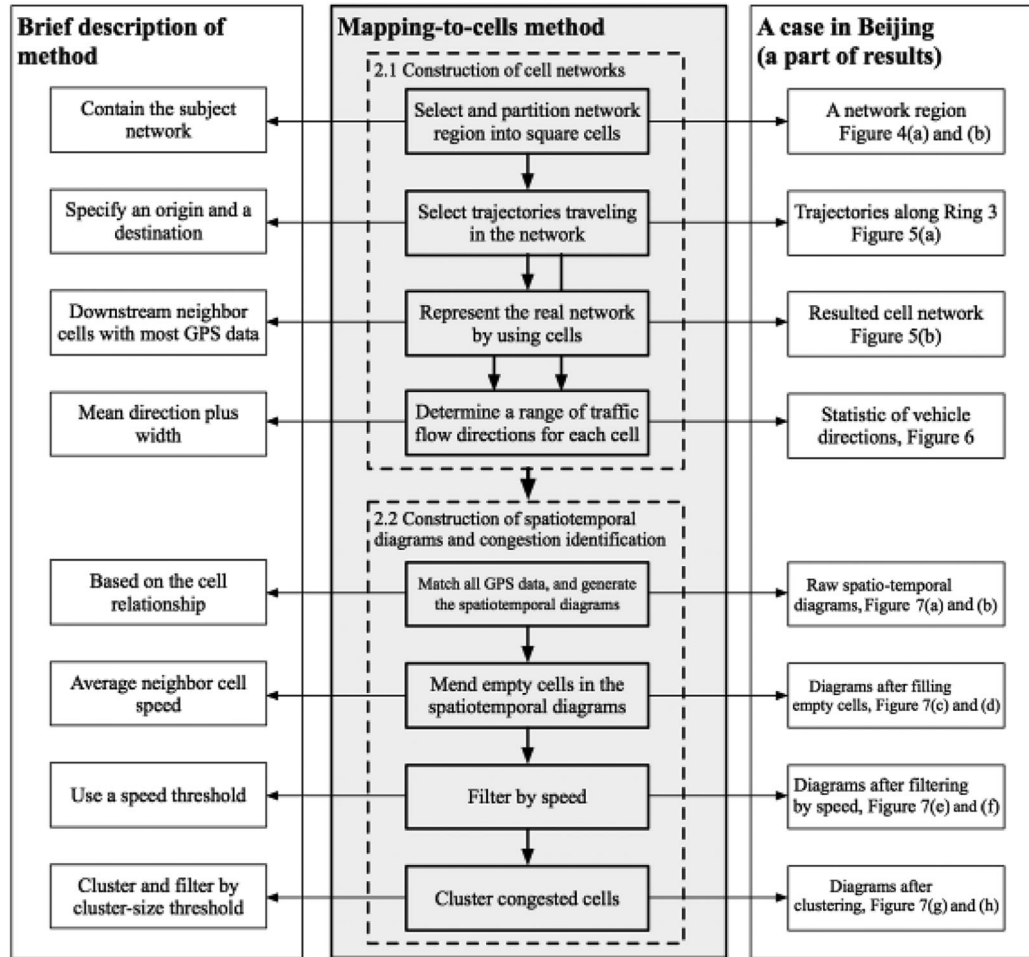 Brief description of
method
Contain the subject
network
Specify an origin and a
destination
Downstream neighbor
cells with most GPS data
Mean direction plus
width
Based on the cell
relationship
Average neighbor cell
speed
Use a speed threshold
Cluster and filter by
cluster-size threshold
Mapping-to-cells method
2.1 Construction of cell networks
Select and partition network
region into square cells
Select trajectories traveling
in the network
Represent the real network
by using cells
Determine a range of traffic
flow directions for each cell
2.2 Construction of spatiotemporal
diagrams and congestion identification
Match all GPS data, and generate
the spatiotemporal diagrams
Mend empty cells in the
spatiotemporal diagrams
Filter by speed
Cluster congested cells
A case in Beijing
(a part of results)
A network region
Figure 4(a) and (b)
Trajectories along Ring 3
Figure 5(a)
Resulted cell network
Figure 5(b)
Statistic of vehicle
directions, Figure 6
Raw spatio-temporal
diagrams, Figure 7(a) and (b)
Diagrams after filling
empty cells, Figure 7(c) and (d)
Diagrams after filtering
by speed, Figure 7(e) and (f)
Diagrams after
clustering, Figure 7(g) and (h)